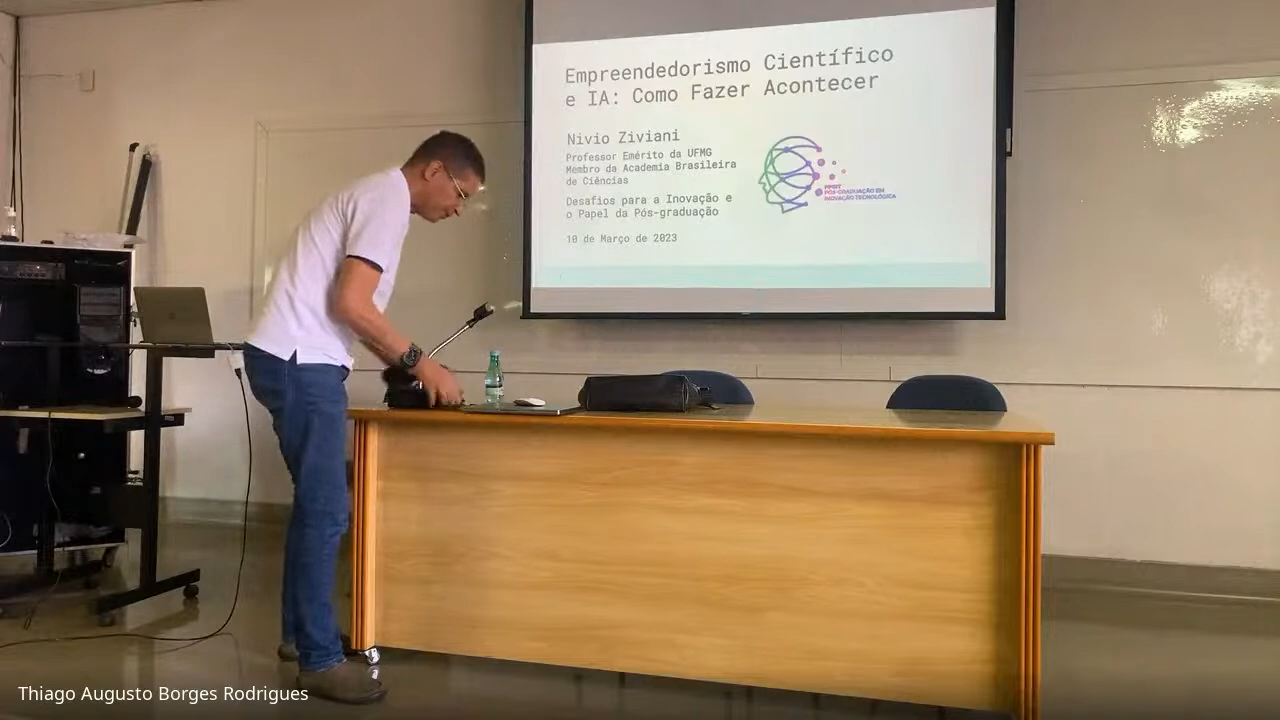 Empreendedorismo Científico
e IA: Como Fazer Acontecer
Nivio Ziviani
Professor Emérito da UFMG
Membro da Academia Brasileira
de Ciências
Desafios para a Inovação e
o Papel da Pós-graduação
10 de Março de 2023
PPGIT
PÓS-GRADUAÇÃO EM
INOVAÇÃO TECNOLÓGICA
Thiago Augusto Borges Rodrigues